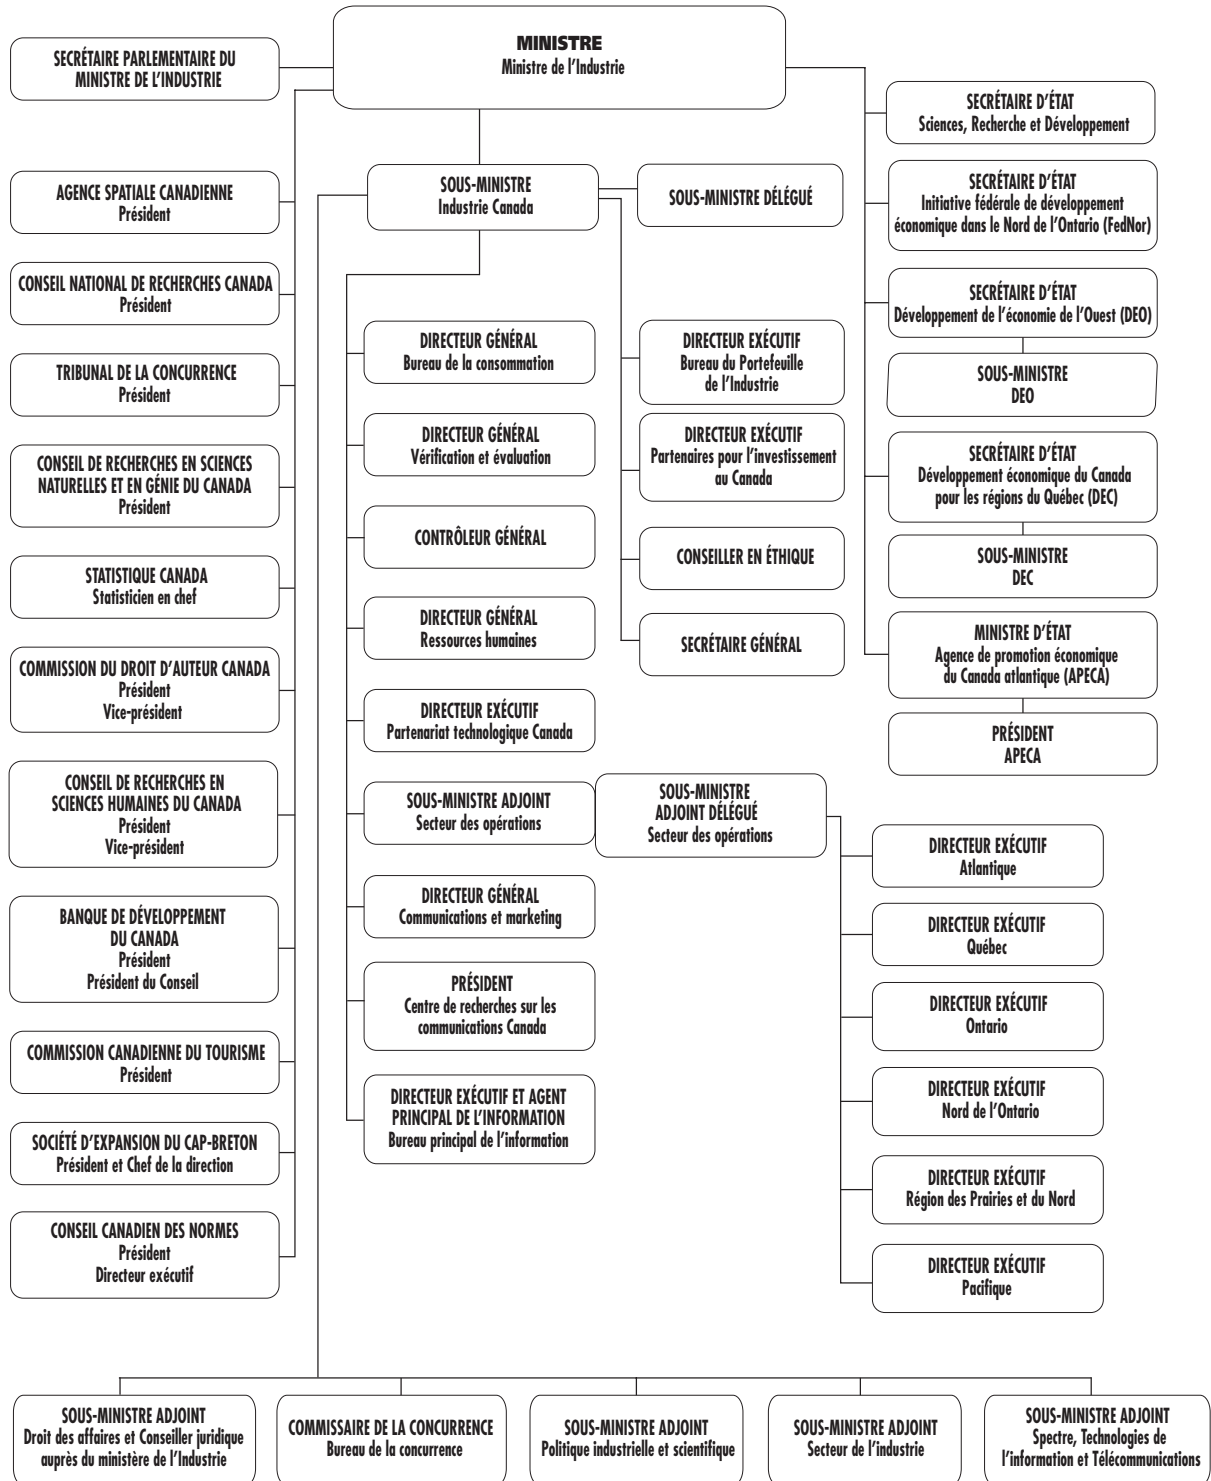 MINISTRE
Ministre de l'Industrie
SECRÉTAIRE PARLEMENTAIRE DU
MINISTRE DE L'INDUSTRIE
AGENCE SPATIALE CANADIENNE
Président
CONSEIL NATIONAL DE RECHERCHES CANADA
Président
TRIBUNAL DE LA CONCURRENCE
Président
CONSEIL DE RECHERCHES EN SCIENCES
NATURELLES ET EN GÉNIE DU CANADA
Président
STATISTIQUE CANADA
Statisticien en chef
COMMISSION DU DROIT D'AUTEUR CANADA
Président
Vice-président
CONSEIL DE RECHERCHES EN
SCIENCES HUMAINES DU CANADA
Président
Vice-président
BANQUE DE DÉVELOPPEMENT
DU CANADA
Président
Président du Conseil
COMMISSION CANADIENNE DU TOURISME
Président
SOCIÉTÉ D'EXPANSION DU CAP-BRETON
Président et Chef de la direction
CONSEIL CANADIEN DES NORMES
Président
Directeur exécutif
SOUS-MINISTRE
Industrie Canada
SOUS-MINISTRE DÉLÉGUÉ
DIRECTEUR GÉNÉRAL
Bureau de la consommation
DIRECTEUR GÉNÉRAL
Vérification et évaluation
CONTRÔLEUR GÉNÉRAL
DIRECTEUR GÉNÉRAL
Ressources humaines
DIRECTEUR EXÉCUTIF
Partenariat technologique Canada
SOUS-MINISTRE ADJOINT
Secteur des opérations
DIRECTEUR GÉNÉRAL
Communications et marketing
PRÉSIDENT
Centre de recherches sur les
communications Canada
DIRECTEUR EXÉCUTIF ET AGENT
PRINCIPAL DE L'INFORMATION
Bureau principal de l'information
DIRECTEUR EXÉCUTIF
Bureau du Portefeuille
de l'Industrie
DIRECTEUR EXÉCUTIF
Partenaires pour l'investissement
au Canada
CONSEILLER EN ÉTHIQUE
SECRÉTAIRE GÉNÉRAL
SOUS-MINISTRE
ADJOINT DÉLÉGUÉ
Secteur des opérations
SECRÉTAIRE D'ÉTAT
Sciences, Recherche et Développement
SECRÉTAIRE D'ÉTAT
Initiative fédérale de développement
économique dans le Nord de l'Ontario (FedNor)
SECRÉTAIRE D'ÉTAT
Développement de l'économie de l'Ouest (DEO)
SOUS-MINISTRE
DEO
SECRÉTAIRE D'ÉTAT
Développement économique du Canada
pour les régions du Québec (DEC)
SOUS-MINISTRE
DEC
MINISTRE D'ÉTAT
Agence de promotion économique
du Canada atlantique (APECA)
PRÉSIDENT
APECA
DIRECTEUR EXÉCUTIF
Atlantique
DIRECTEUR EXÉCUTIF
Québec
DIRECTEUR EXÉCUTIF
Ontario
DIRECTEUR EXÉCUTIF
Nord de l'Ontario
DIRECTEUR EXÉCUTIF
Région des Prairies et du Nord
DIRECTEUR EXÉCUTIF
Pacifique
SOUS-MINISTRE ADJOINT
Droit des affaires et Conseiller juridique
auprès du ministère de l'Industrie
COMMISSAIRE DE LA CONCURRENCE
Bureau de la concurrence
SOUS-MINISTRE ADJOINT
Politique industrielle et scientifique
SOUS-MINISTRE ADJOINT
Secteur de l'industrie
SOUS-MINISTRE ADJOINT
Spectre, Technologies de
l'information et Télécommunications